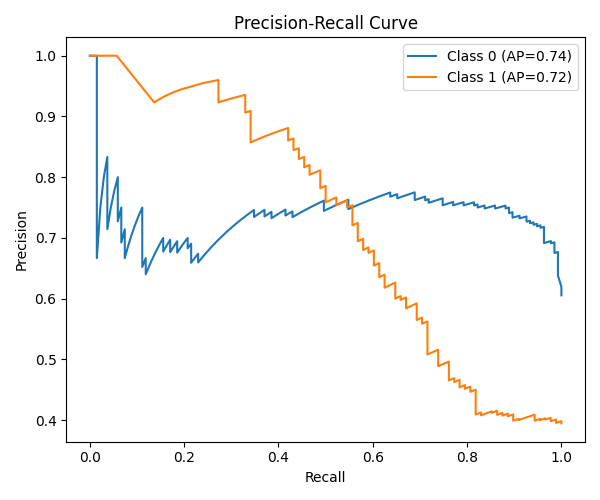 Precision-Recall Curve
Class 0 (AP=0.74)
Class 1 (AP=0.72)
Precision
1.0
0.9
0.8
0.7
0.6
0.5
0.4
0.0 0.2 0.4 0.6 0.8 1.0
Recall